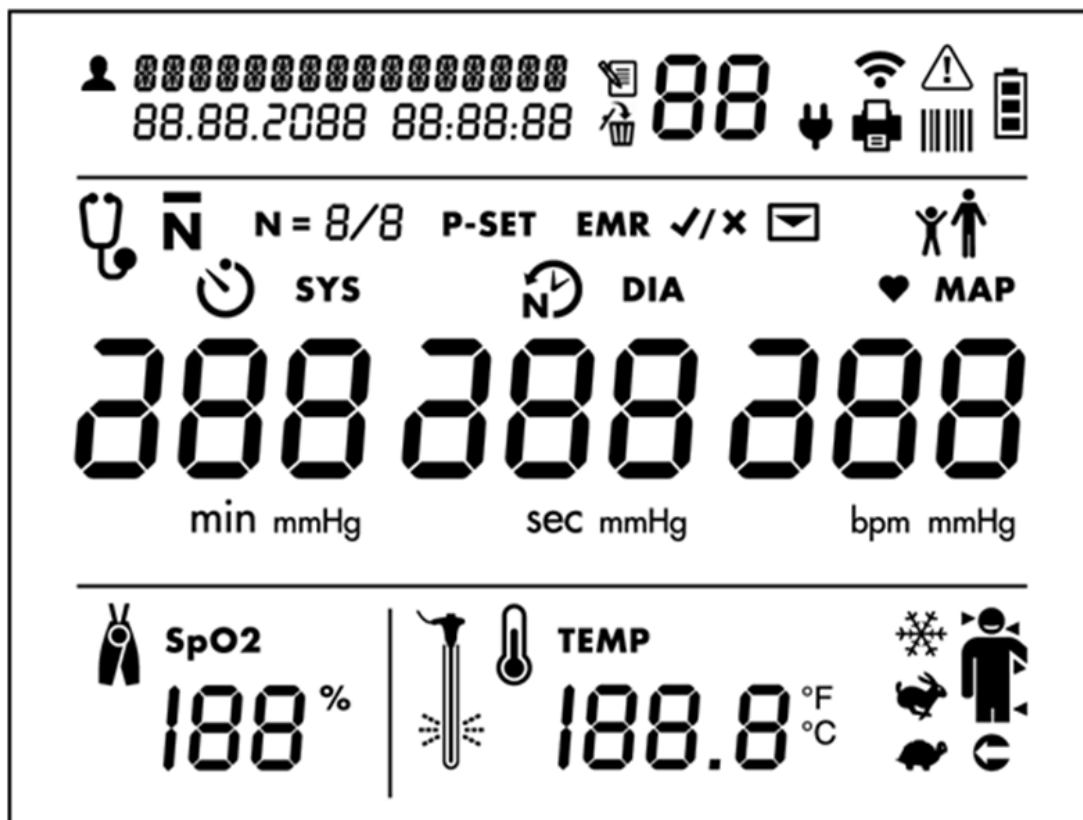 88
88.88.2088 88:88:88
N
N = 8/8 P-SET EMR ✓/✗
N
SYS DIA MAP
288 288 288
min mmHg sec mmHg bpm mmHg
SpO2 TEMP
188 % 188.8 °F
°C